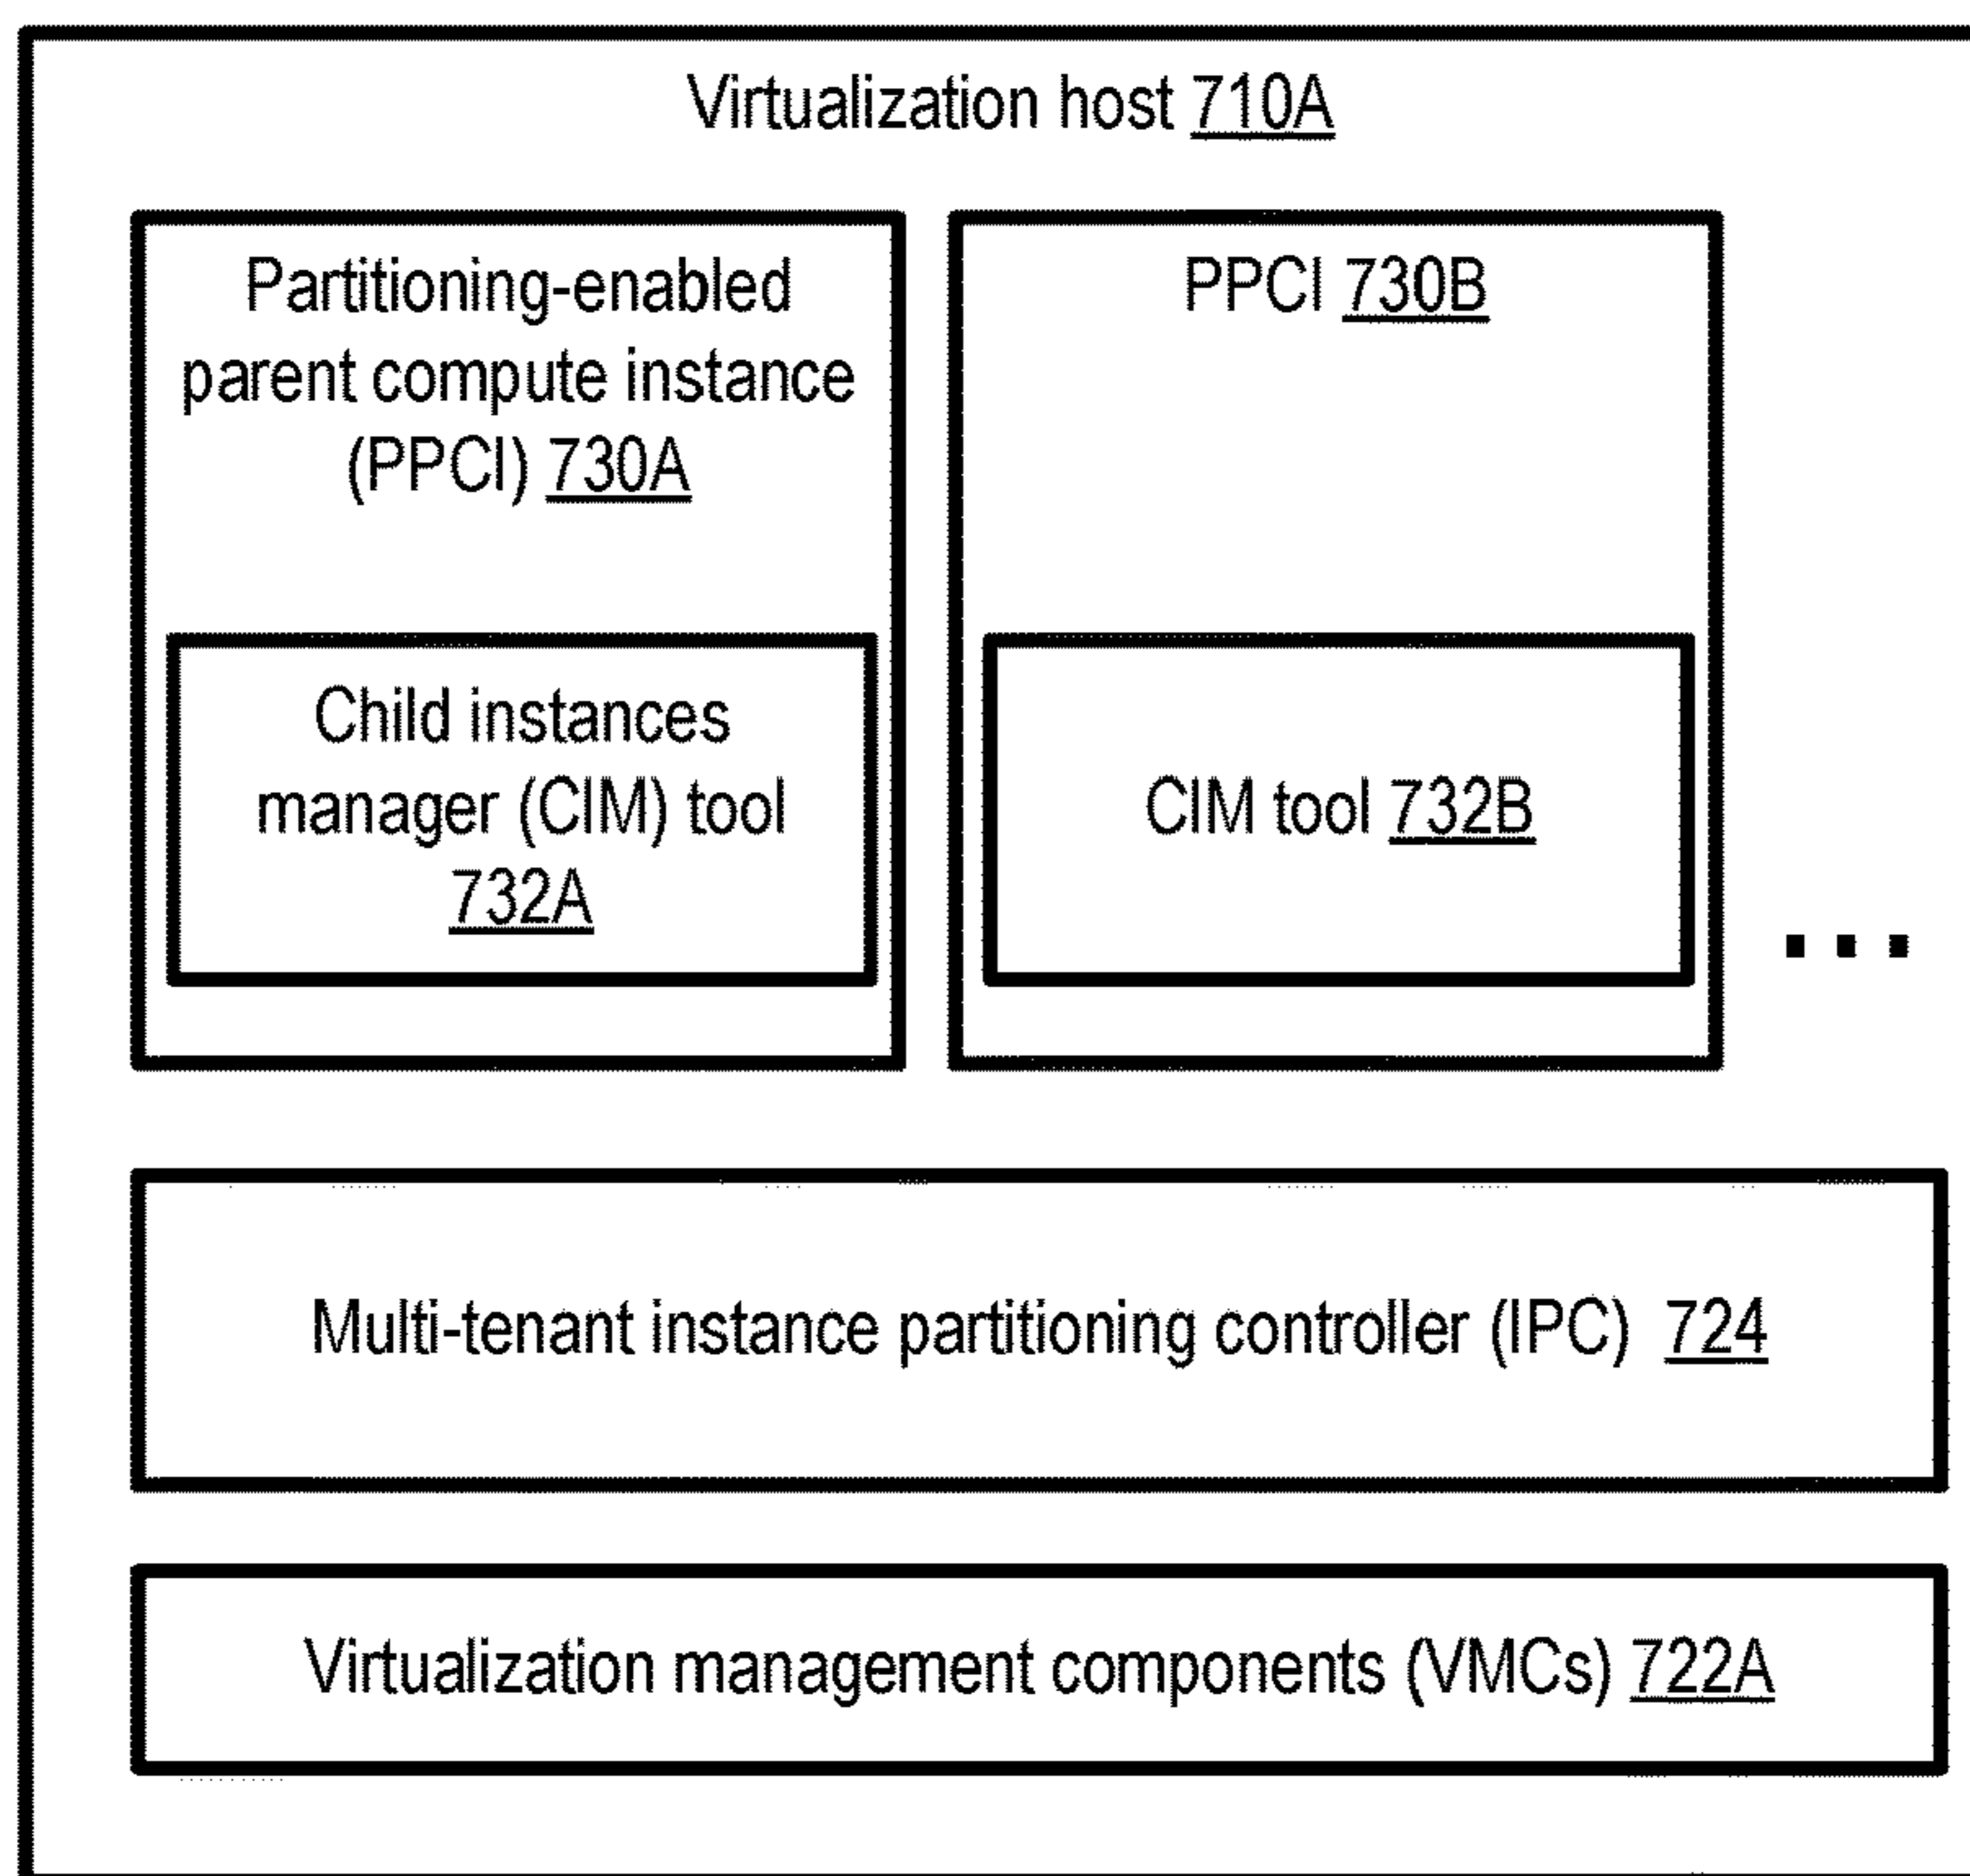 Virtualization host 710A
Partitioning-enabled
parent compute instance
(PPCI) 730A
Child instances
manager (CIM) tool
732A
PPCI 730B
CIM tool 732B
...
Multi-tenant instance partitioning controller (IPC) 724
Virtualization management components (VMCs) 722A